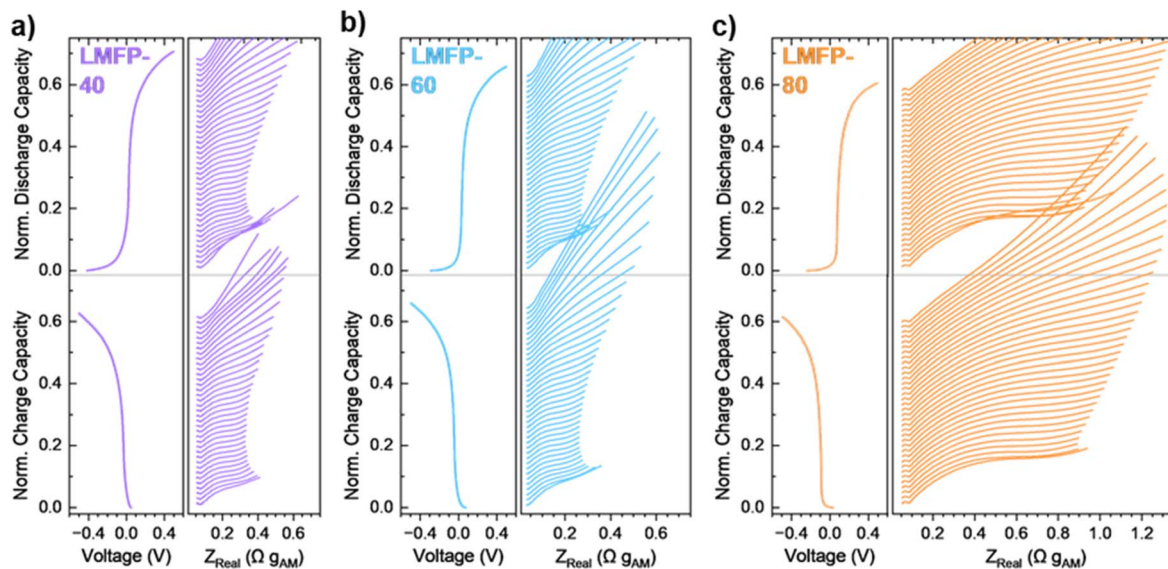 a)
LMFP-
40
Norm. Discharge Capacity
0.6
0.4
0.2
0.0
Norm. Charge Capacity
0.6
0.4
0.2
0.0
−0.4 0.0 0.4
Voltage (V)
0.2 0.4 0.6
Z_Real (Ω g_AM)
b)
LMFP-
60
Norm. Discharge Capacity
0.6
0.4
0.2
0.0
Norm. Charge Capacity
0.6
0.4
0.2
0.0
−0.4 0.0 0.4
Voltage (V)
0.2 0.4 0.6
Z_Real (Ω g_AM)
c)
LMFP-
80
Norm. Discharge Capacity
0.6
0.4
0.2
0.0
Norm. Charge Capacity
0.6
0.4
0.2
0.0
−0.4 0.0 0.4
Voltage (V)
0.2 0.4 0.6 0.8 1.0 1.2
Z_Real (Ω g_AM)